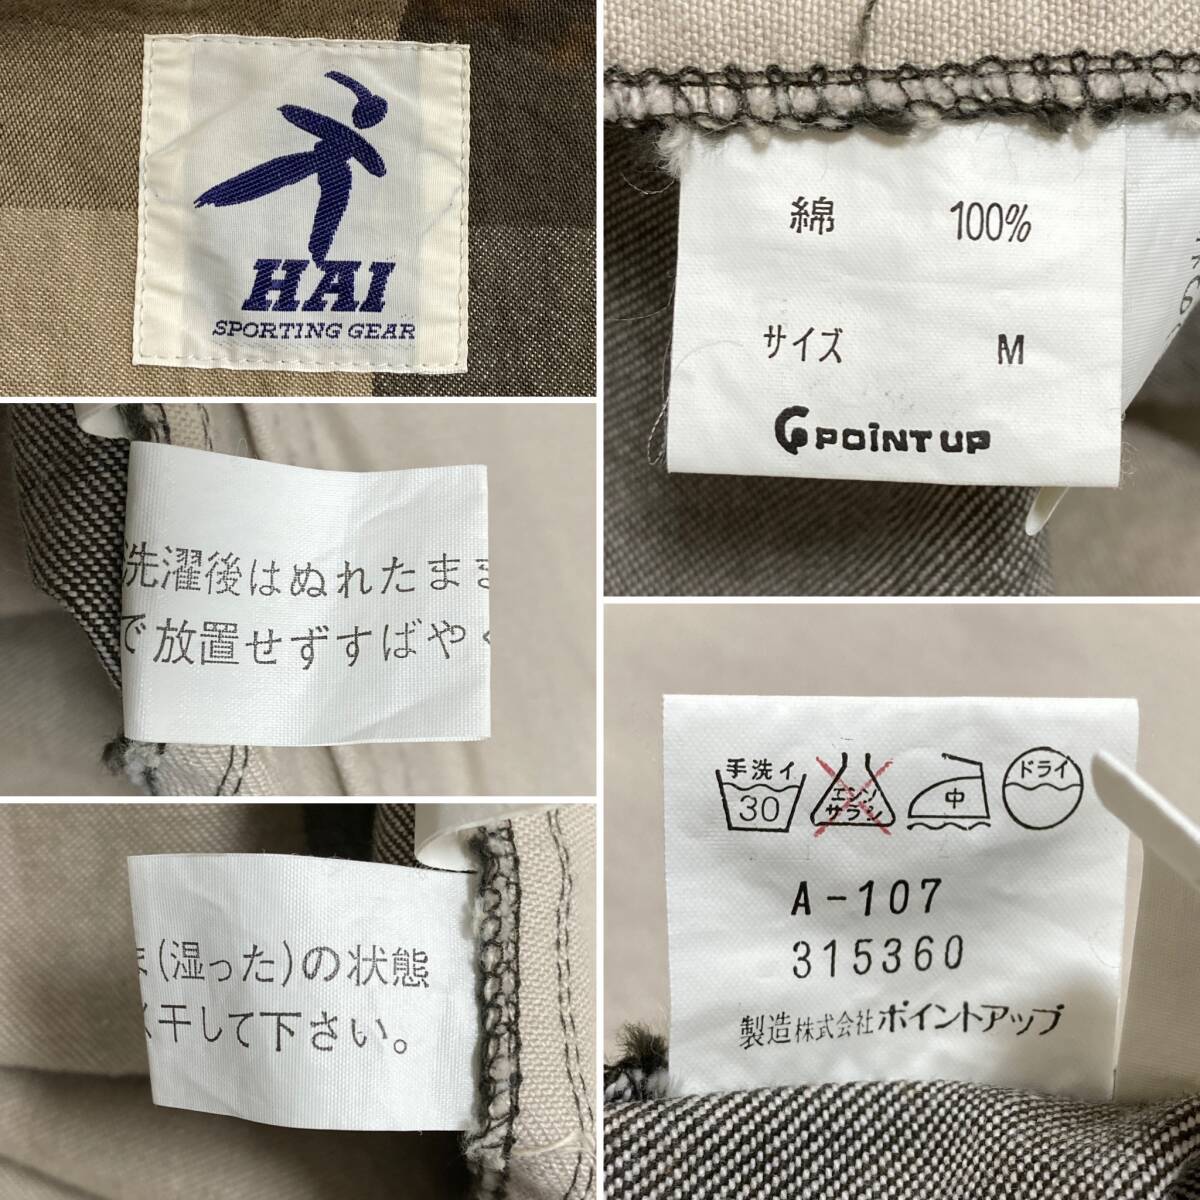 HAI
SPORTING GEAR
綿 100%
サイズ M
POINT UP
洗濯後はぬれたまま
で放置せずすばやく
ま(湿った)の状態
く干して下さい。
手洗イ
30
エンソ
サラシ
中
ドライ
A-107
315360
製造株式会社ポイントアップ